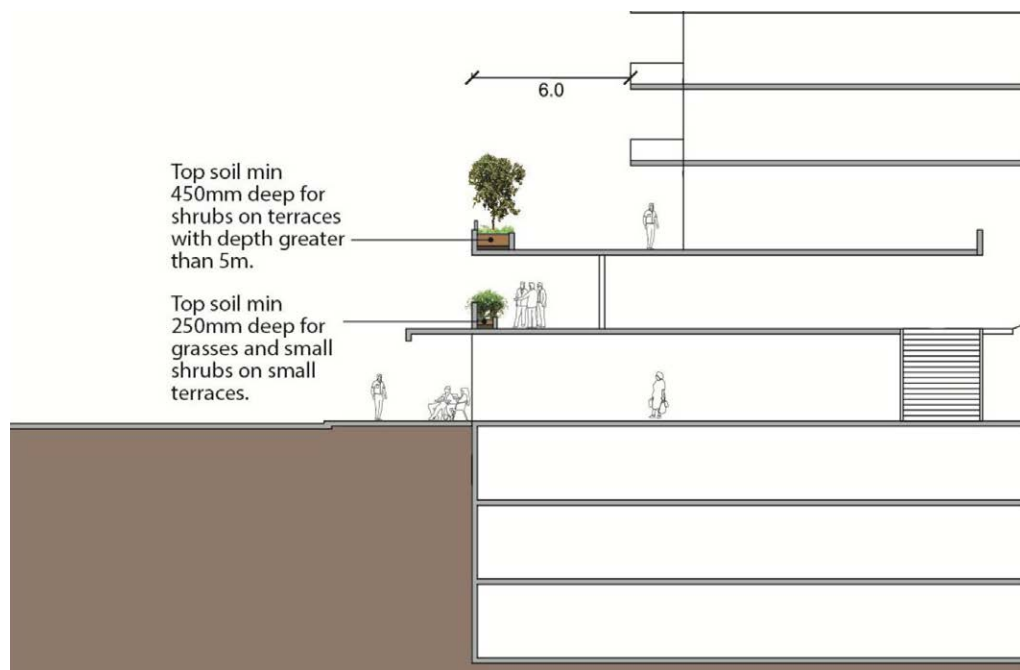 6.0
Top soil min
450mm deep for
shrubs on terraces
with depth greater
than 5m.
Top soil min
250mm deep for
grasses and small
shrubs on small
terraces.